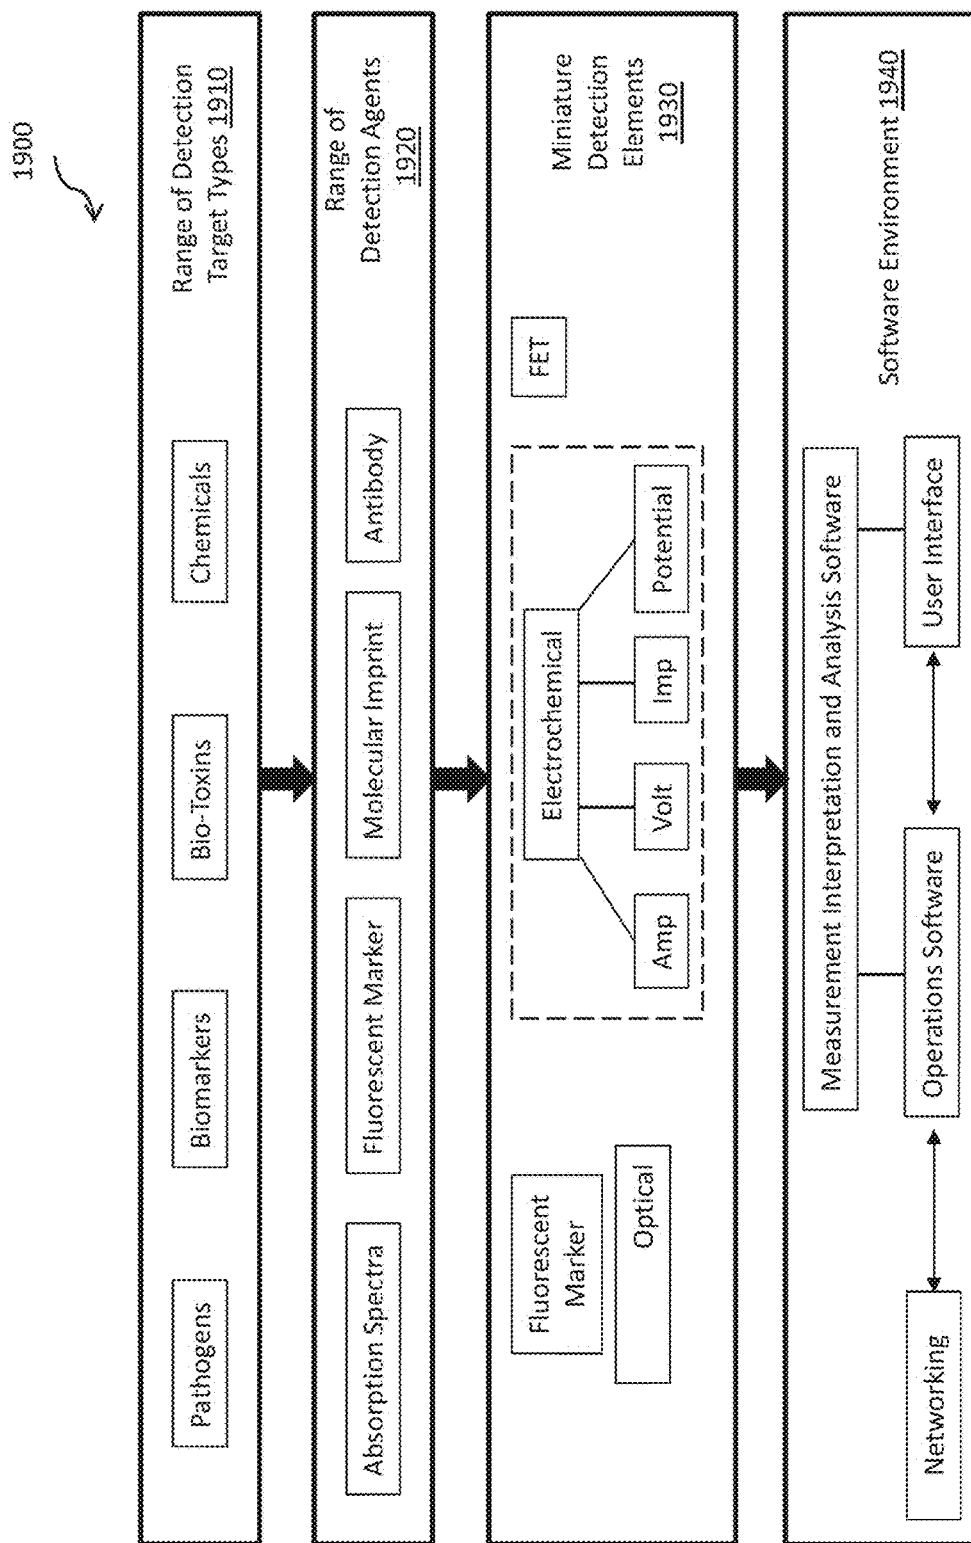 1900
Pathogens
Biomarkers
Bio-Toxins
Chemicals
Range of Detection
Target Types 1910
Absorption Spectra
Fluorescent Marker
Molecular Imprint
Antibody
Range of
Detection Agents
1920
Fluorescent
Marker
Optical
Electrochemical
Amp
Volt
Imp
Potential
FET
Miniature
Detection
Elements
1930
Measurement Interpretation and Analysis Software
Networking
Operations Software
User Interface
Software Environment 1940